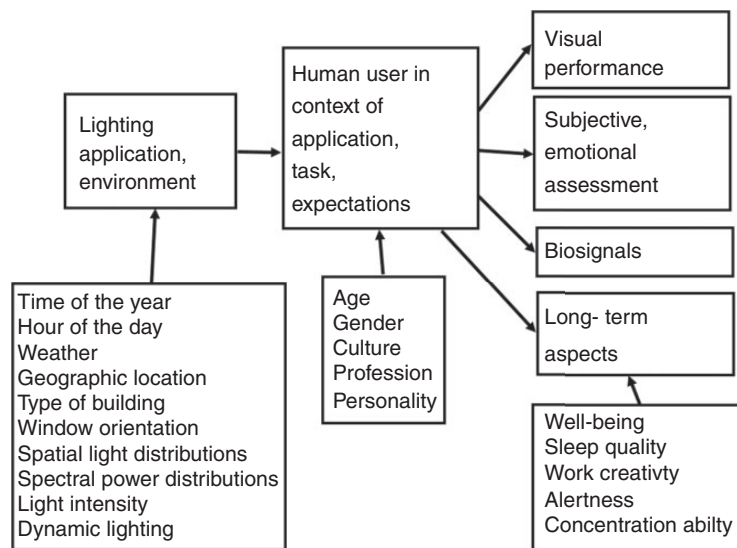 Lighting
application,
environment
Human user in
context of
application,
task,
expectations
Visual
performance
Subjective,
emotional
assessment
Biosignals
Long- term
aspects
Time of the year
Hour of the day
Weather
Geographic location
Type of building
Window orientation
Spatial light distributions
Spectral power distributions
Light intensity
Dynamic lighting
Age
Gender
Culture
Profession
Personality
Well-being
Sleep quality
Work creativty
Alertness
Concentration abilty